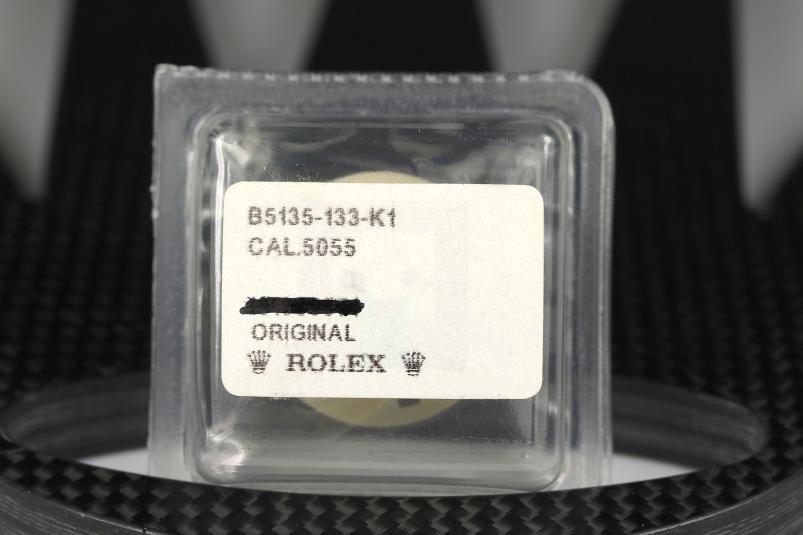 B5135-133-K1
CAL.5055
ORIGINAL
ROLEX